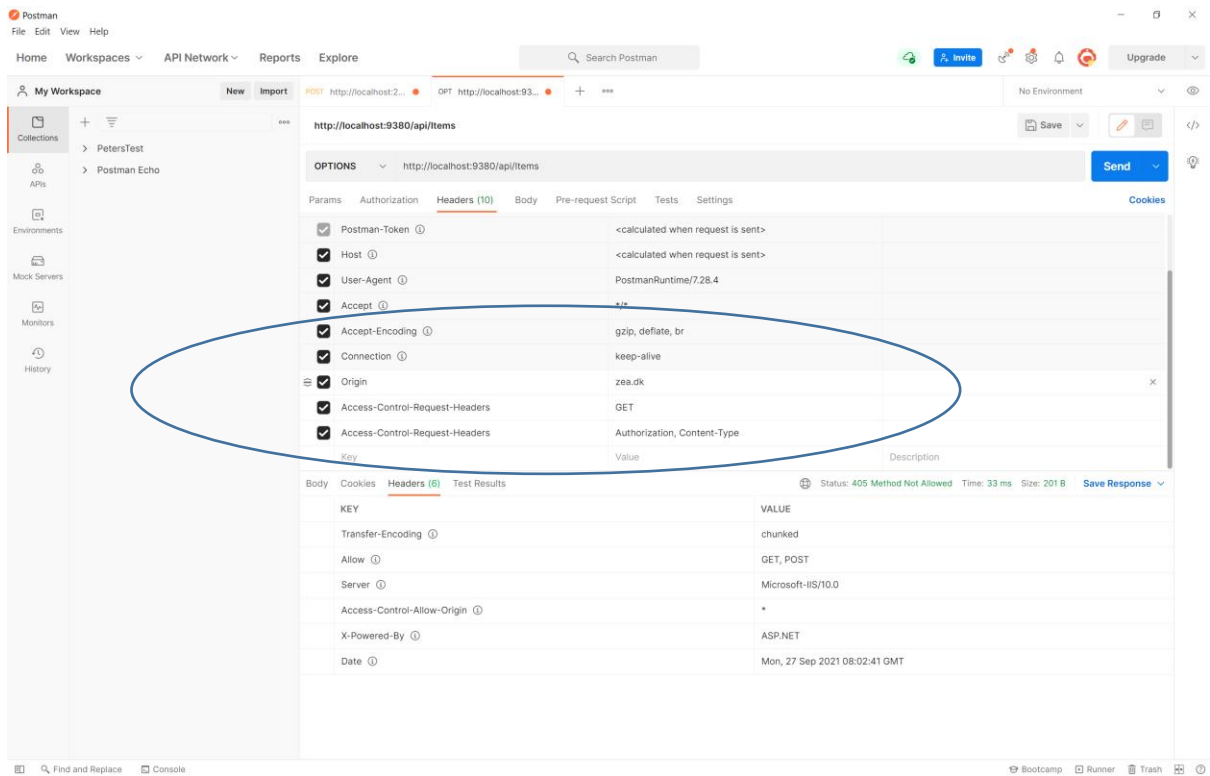 Postman
File Edit View Help
Home Workspaces API Network Reports Explore Search Postman Invite Upgrade
My Workspace New Import POST http://localhost:2... OPT http://localhost:93... + ooo No Environment
Collections
APIs
Environments
Mock Servers
Monitors
History
PetersTest
Postman Echo
http://localhost:9380/api/Items Save
OPTIONS http://localhost:9380/api/Items Send
Params Authorization Headers (10) Body Pre-request Script Tests Settings Cookies
Postman-Token <calculated when request is sent>
Host <calculated when request is sent>
User-Agent PostmanRuntime/7.28.4
Accept */*
Accept-Encoding gzip, deflate, br
Connection keep-alive
Origin zea.dk
Access-Control-Request-Headers GET
Access-Control-Request-Headers Authorization, Content-Type
Key Value Description
Body Cookies Headers (6) Test Results Status: 405 Method Not Allowed Time: 33 ms Size: 201 B Save Response
KEY VALUE
Transfer-Encoding chunked
Allow GET, POST
Server Microsoft-IIS/10.0
Access-Control-Allow-Origin *
X-Powered-By ASP.NET
Date Mon, 27 Sep 2021 08:02:41 GMT
Find and Replace Console Bootcamp Runner Trash